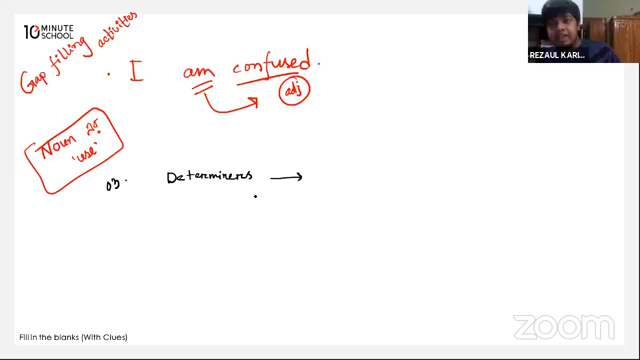 10 MINUTE SCHOOL
Gap filling activities
. I am confused.
adj
Noun এর
"use"
03. Determiners →
Fill in the blanks (With Clues)
REZAUL KARI...
zoom